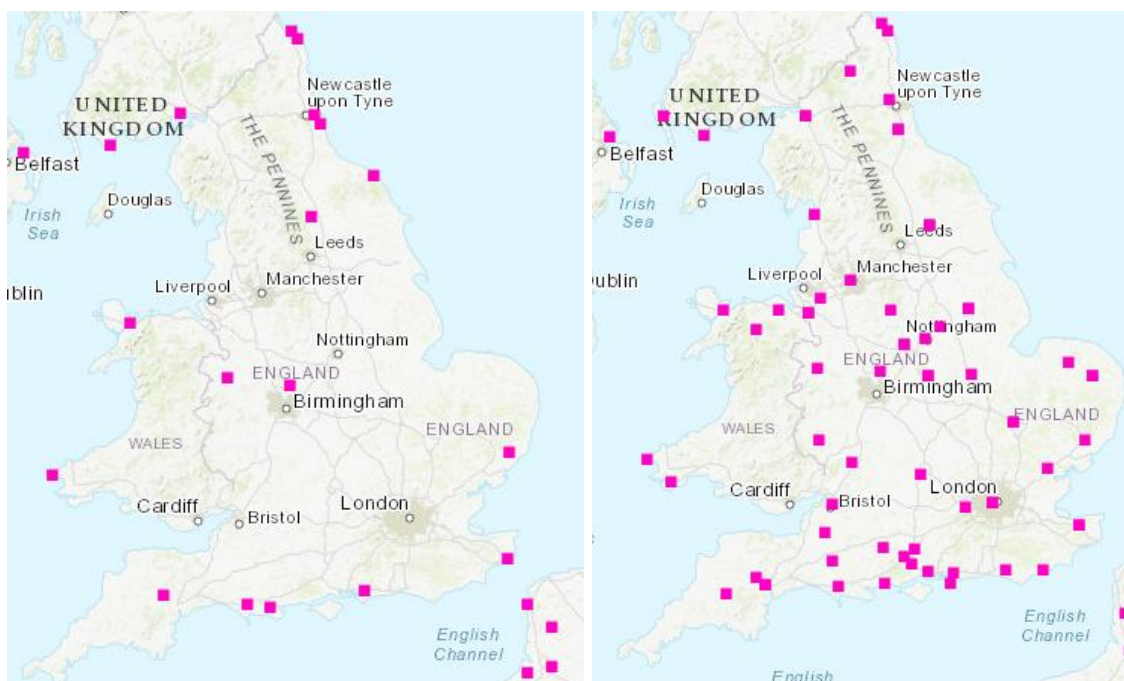 Newcastle
upon Tyne
UNITED
KINGDOM
Belfast
THE PENNINES
Douglas
Irish
Sea
Leeds
Manchester
Liverpool
ublin
Nottingham
ENGLAND
Birmingham
WALES
ENGLAND
Cardiff
London
Bristol
English
Channel
Newcastle
upon Tyne
UNITED
KINGDOM
Belfast
THE PENNINES
Douglas
Irish
Sea
Leeds
Manchester
Liverpool
Dublin
Nottingham
ENGLAND
Birmingham
WALES
ENGLAND
Cardiff
London
Bristol
English
Channel
English